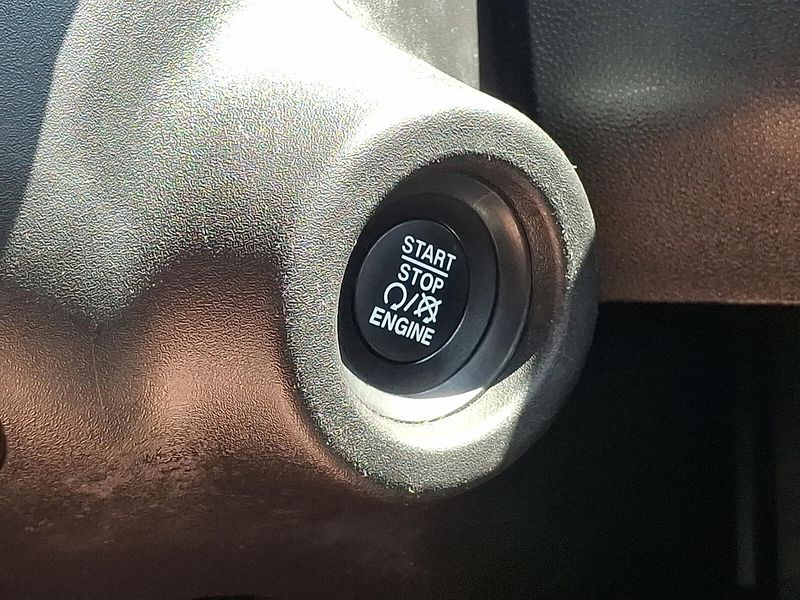 START
STOP
/
ENGINE